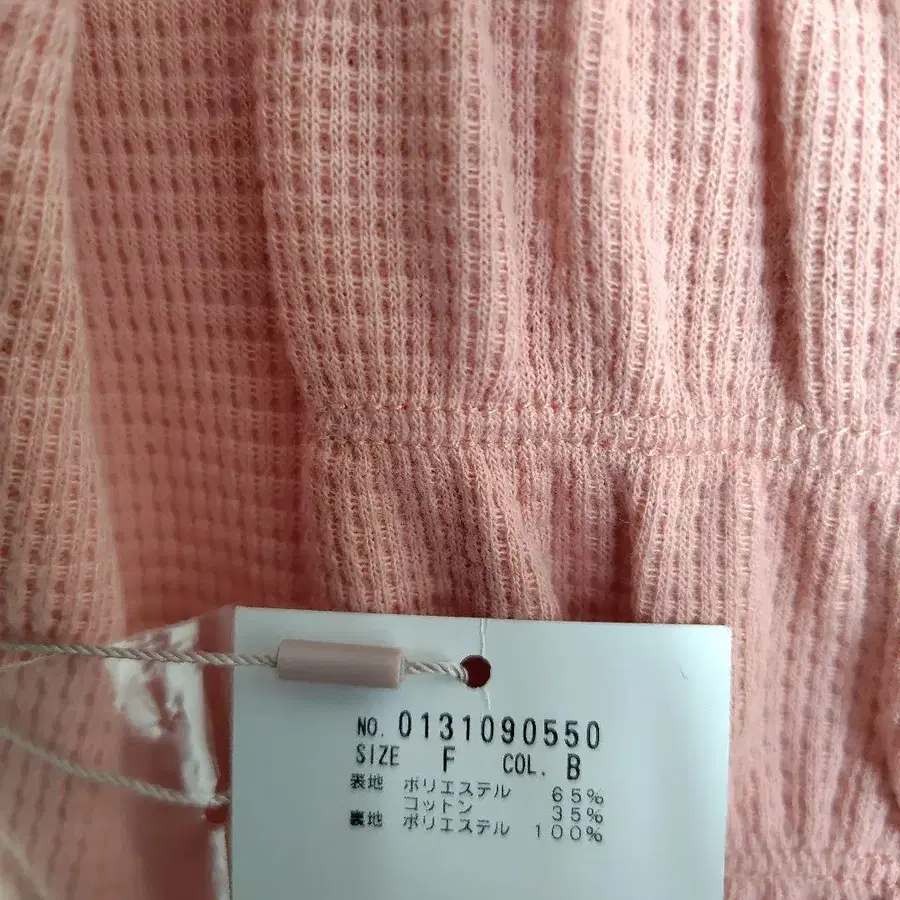 NO. 0131090550
SIZE F COL. B
表地 ポリエステル 65%
コットン 35%
裏地 ポリエステル 100%